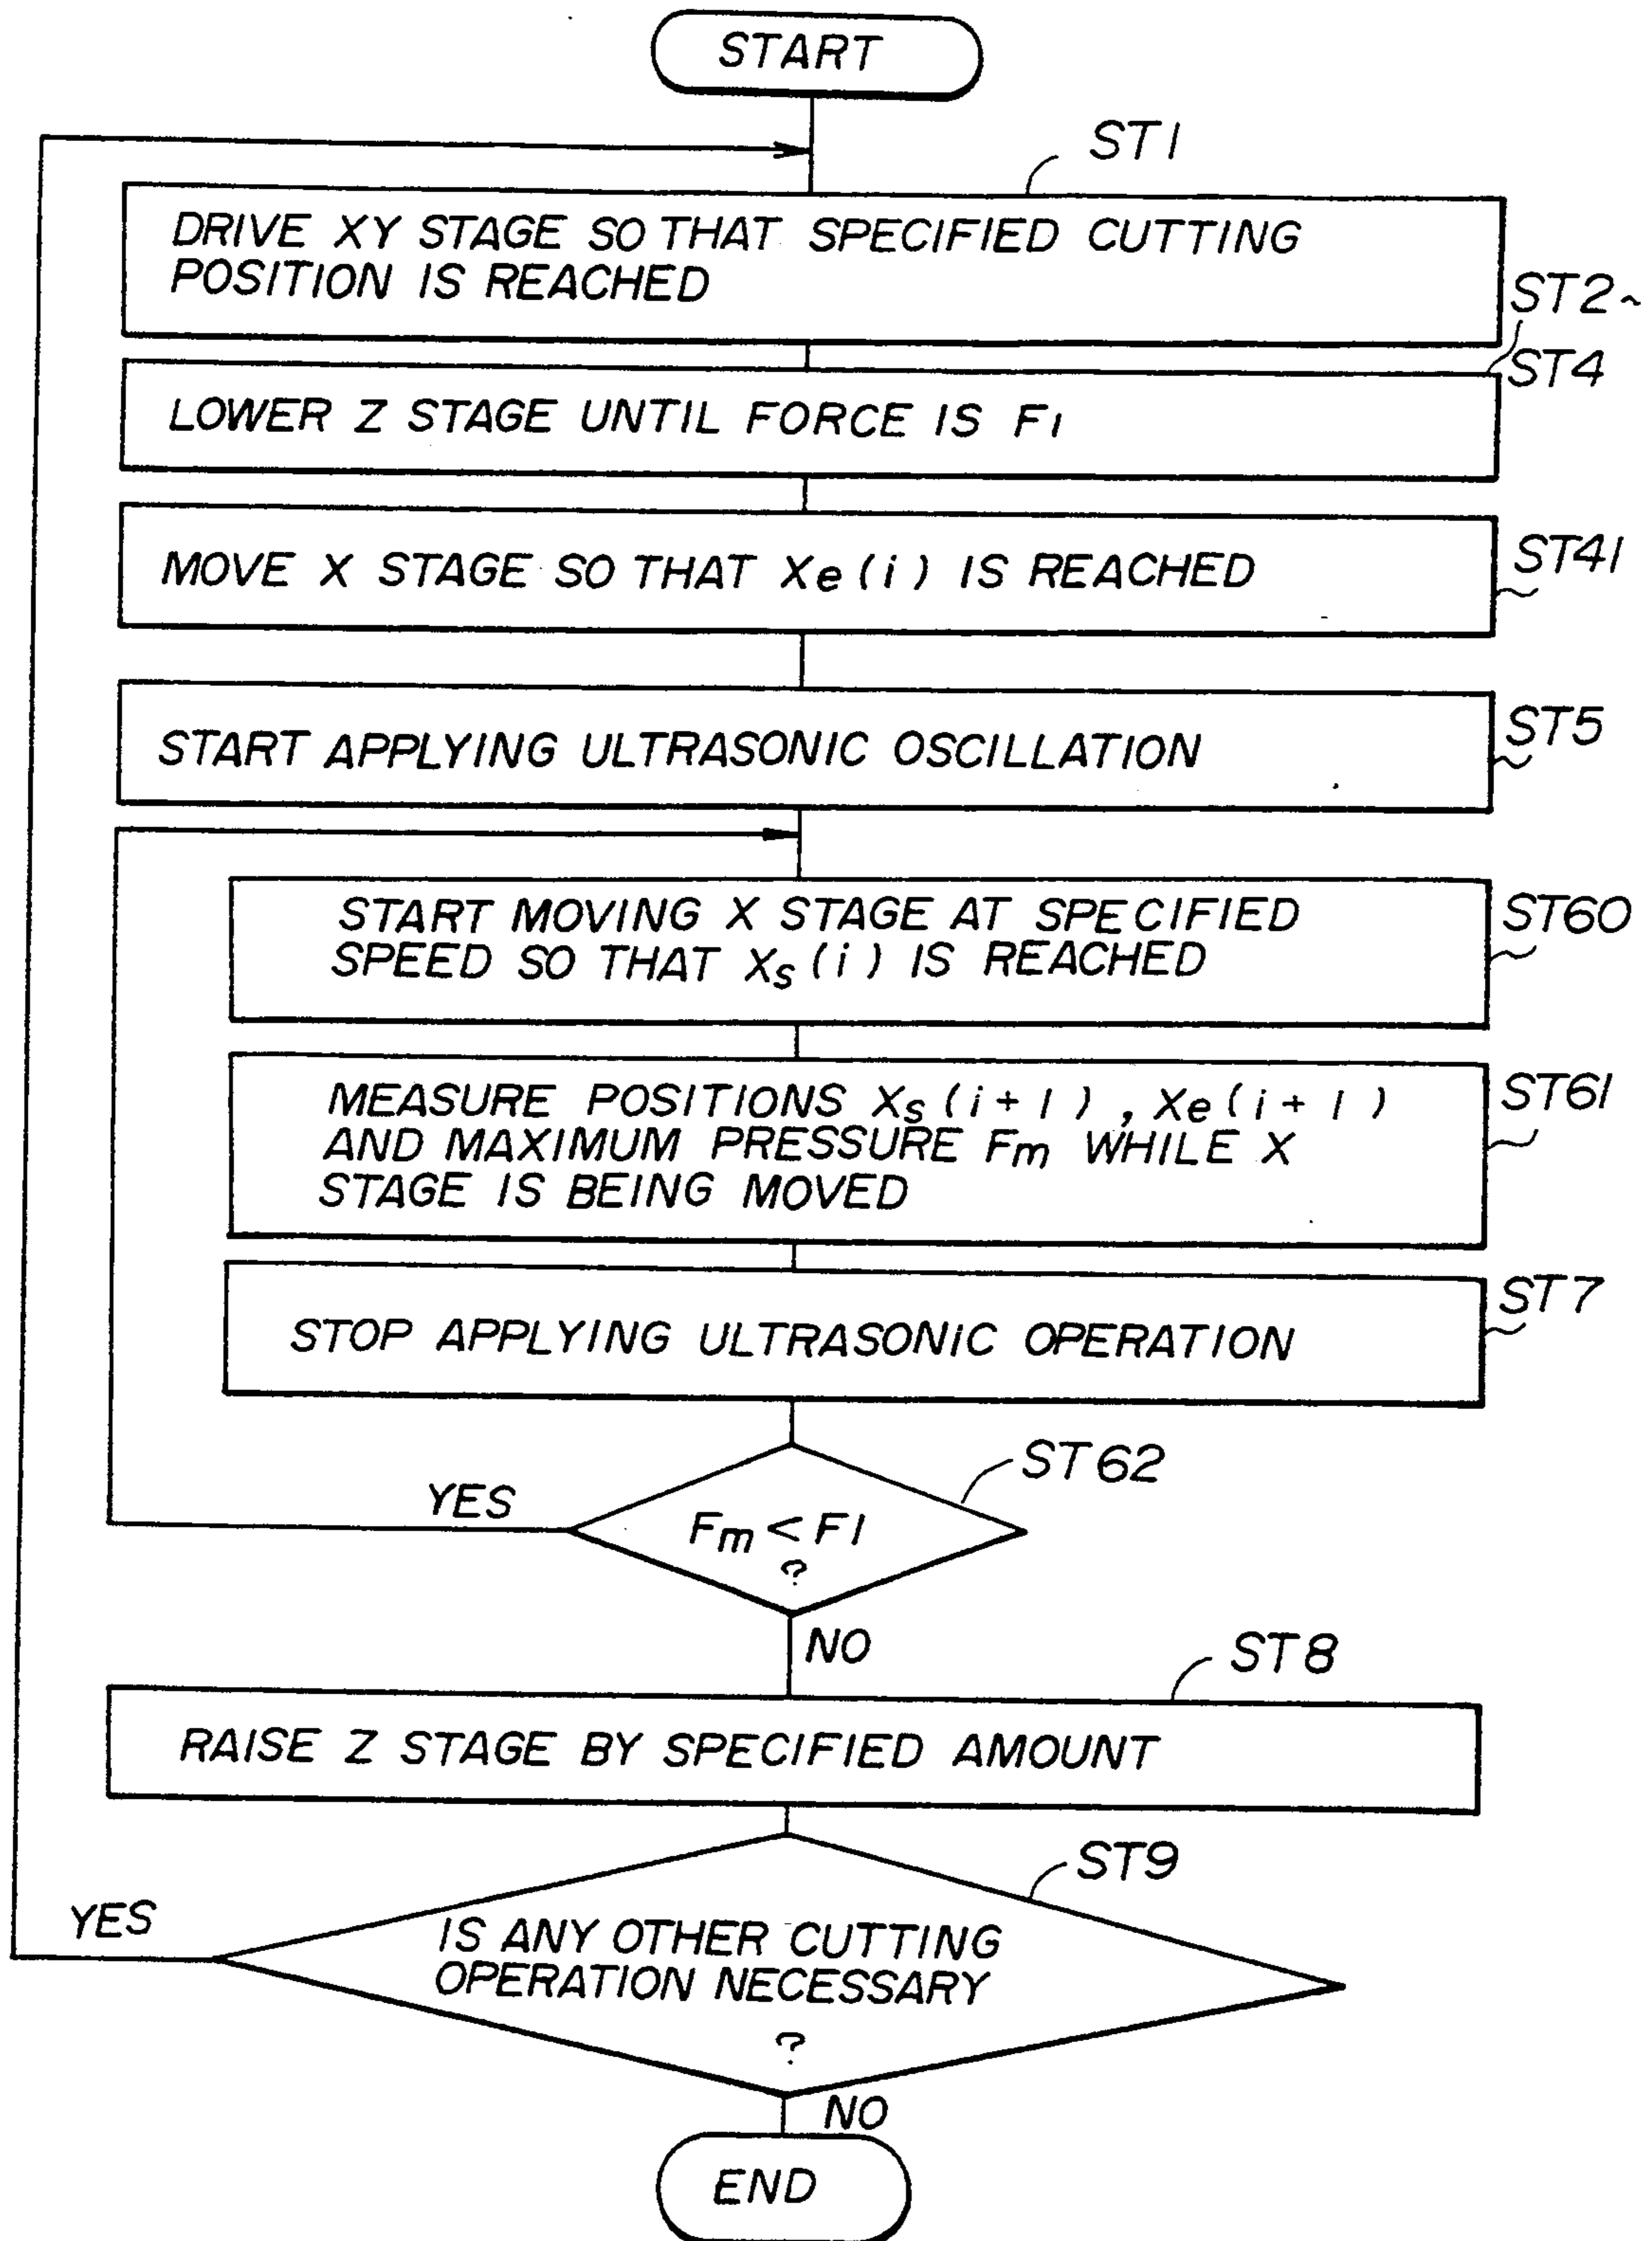 START
ST1
DRIVE XY STAGE SO THAT SPECIFIED CUTTING
POSITION IS REACHED
ST2~
ST4
LOWER Z STAGE UNTIL FORCE IS F1
MOVE X STAGE SO THAT Xe(i) IS REACHED
ST41
START APPLYING ULTRASONIC OSCILLATION
ST5
START MOVING X STAGE AT SPECIFIED
SPEED SO THAT Xs(i) IS REACHED
ST60
MEASURE POSITIONS Xs(i+1), Xe(i+1)
AND MAXIMUM PRESSURE Fm WHILE X
STAGE IS BEING MOVED
ST61
STOP APPLYING ULTRASONiC OPERATION
ST7
ST62
YES
Fm<F1
?
NO
ST8
RAISE Z STAGE BY SPECIFIED AMOUNT
ST9
YES
IS ANY OTHER CUTTING
OPERATION NECESSARY
?
NO
END